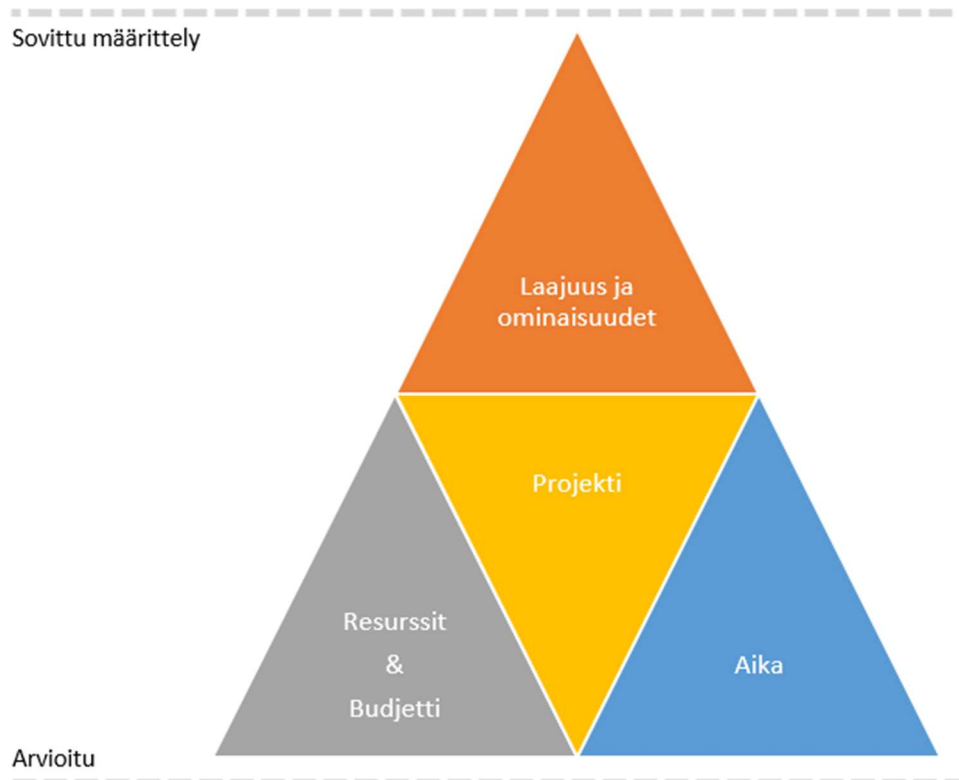 Sovittu määrittely
Laajuus ja
ominaisuudet
Projekti
Resurssit
&
Budjetti
Aika
Arvioitu